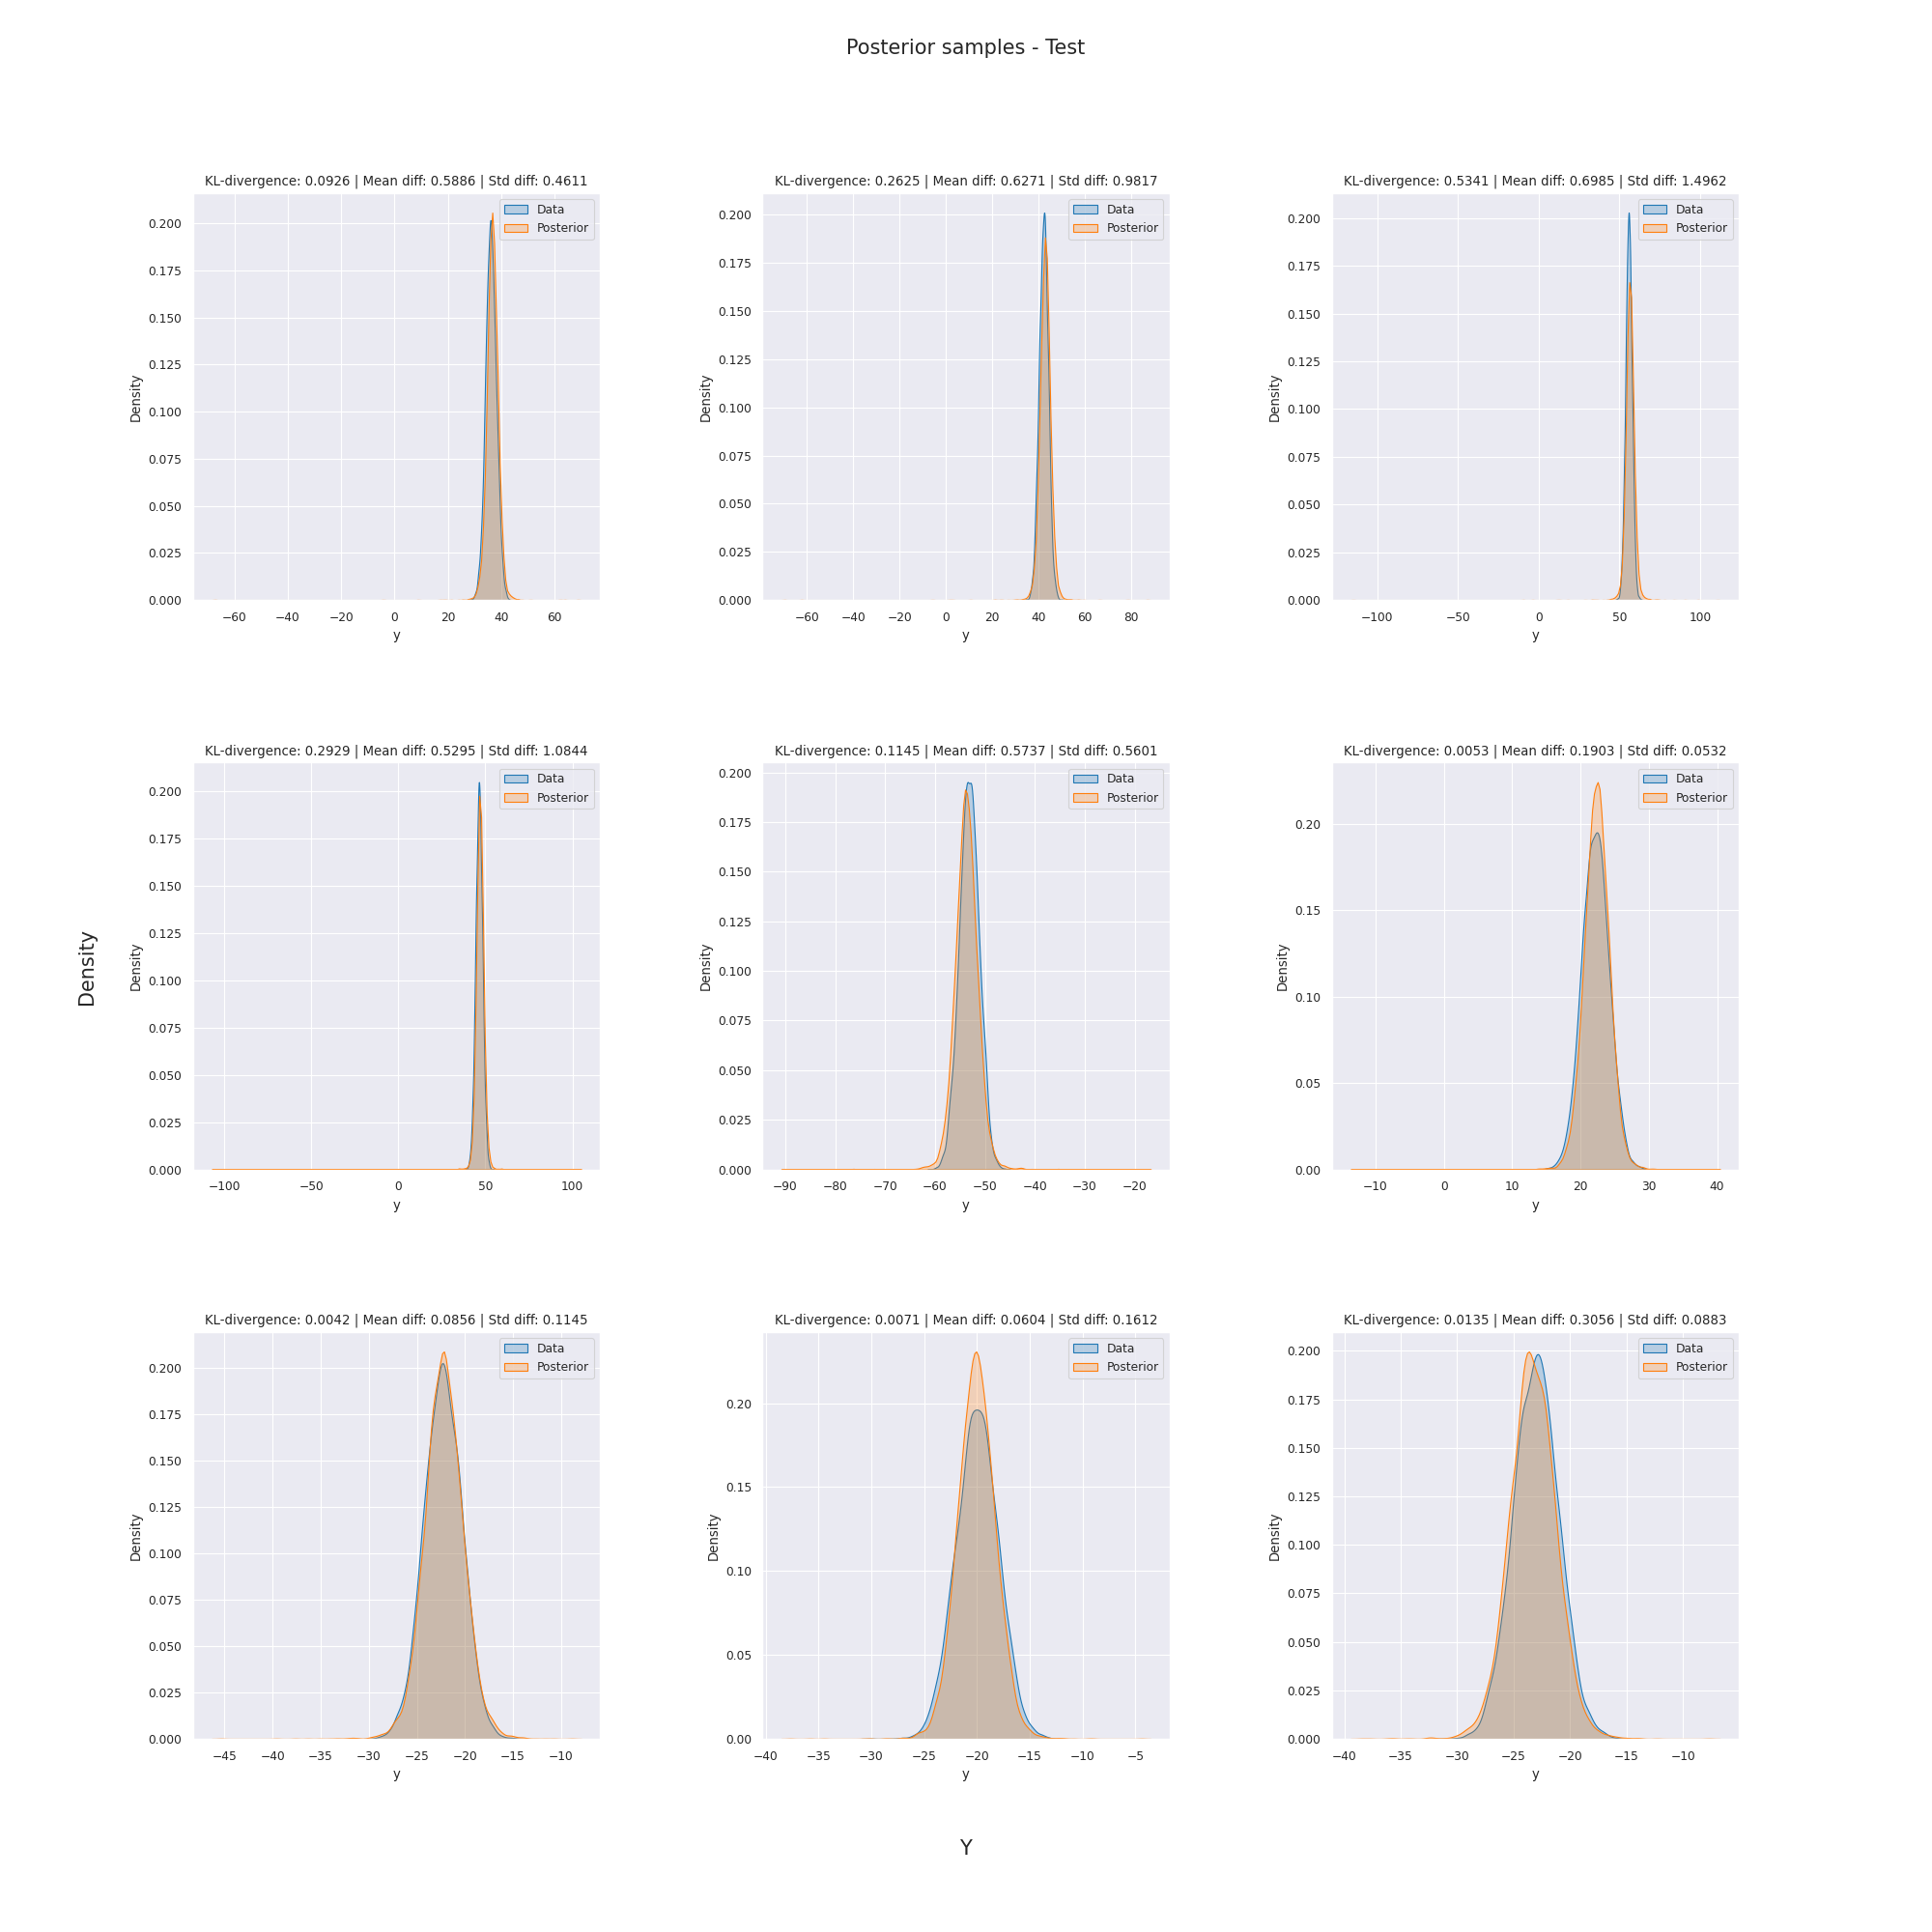 Posterior samples - Test
KL-divergence: 0.0926 | Mean diff: 0.5886 | Std diff: 0.4611
Data
Posterior
0.200
0.175
0.150
0.125
0.100
0.075
0.050
0.025
0.000
Density
−60 −40 −20 0 20 40 60
y
KL-divergence: 0.2625 | Mean diff: 0.6271 | Std diff: 0.9817
Data
Posterior
0.200
0.175
0.150
0.125
0.100
0.075
0.050
0.025
0.000
Density
−60 −40 −20 0 20 40 60 80
y
KL-divergence: 0.5341 | Mean diff: 0.6985 | Std diff: 1.4962
Data
Posterior
0.200
0.175
0.150
0.125
0.100
0.075
0.050
0.025
0.000
Density
−100 −50 0 50 100
y
KL-divergence: 0.2929 | Mean diff: 0.5295 | Std diff: 1.0844
Data
Posterior
0.200
0.175
0.150
0.125
0.100
0.075
0.050
0.025
0.000
Density
−100 −50 0 50 100
y
KL-divergence: 0.1145 | Mean diff: 0.5737 | Std diff: 0.5601
Data
Posterior
0.200
0.175
0.150
0.125
0.100
0.075
0.050
0.025
0.000
Density
−90 −80 −70 −60 −50 −40 −30 −20
y
KL-divergence: 0.0053 | Mean diff: 0.1903 | Std diff: 0.0532
Data
Posterior
0.20
0.15
0.10
0.05
0.00
Density
−10 0 10 20 30 40
y
KL-divergence: 0.0042 | Mean diff: 0.0856 | Std diff: 0.1145
Data
Posterior
0.200
0.175
0.150
0.125
0.100
0.075
0.050
0.025
0.000
Density
−45 −40 −35 −30 −25 −20 −15 −10
y
KL-divergence: 0.0071 | Mean diff: 0.0604 | Std diff: 0.1612
Data
Posterior
0.20
0.15
0.10
0.05
0.00
Density
−40 −35 −30 −25 −20 −15 −10 −5
y
KL-divergence: 0.0135 | Mean diff: 0.3056 | Std diff: 0.0883
Data
Posterior
0.200
0.175
0.150
0.125
0.100
0.075
0.050
0.025
0.000
Density
−40 −35 −30 −25 −20 −15 −10
y
Density
Y